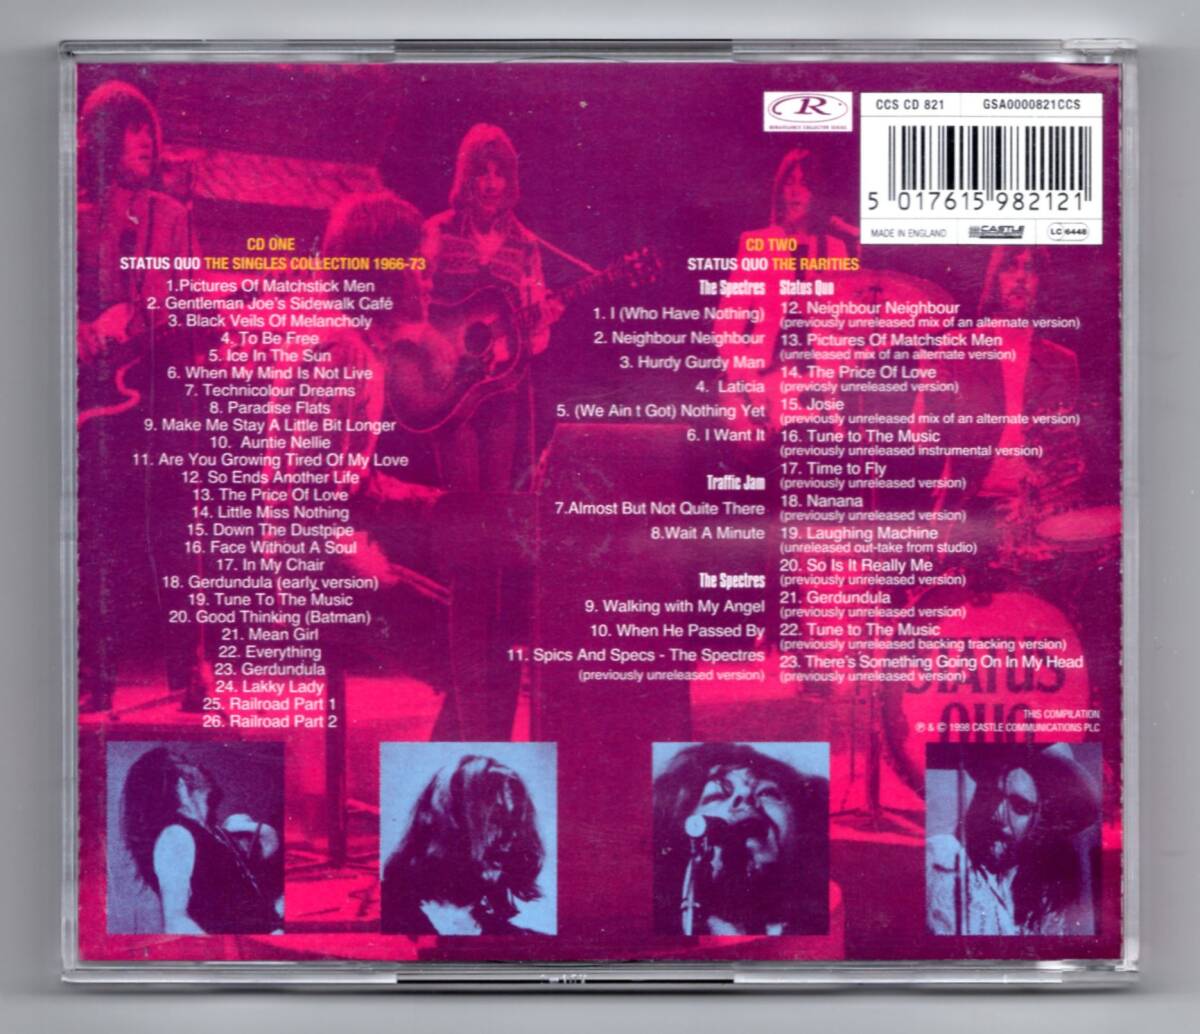 R
RENAISSANCE COLLECTOR SERIES
CCS CD 821
GSA0000821CCS
5 017615 982121
MADE IN ENGLAND
CASTLE
LC 6448
CD ONE
STATUS QUO THE SINGLES COLLECTION 1966-73
1.Pictures Of Matchstick Men
2. Gentleman Joe's Sidewalk Café
3. Black Veils Of Melancholy
4. To Be Free
5. Ice In The Sun
6. When My Mind Is Not Live
7. Technicolour Dreams
8. Paradise Flats
9. Make Me Stay A Little Bit Longer
10. Auntie Nellie
11. Are You Growing Tired Of My Love
12. So Ends Another Life
13. The Price Of Love
14. Little Miss Nothing
15. Down The Dustpipe
16. Face Without A Soul
17. In My Chair
18. Gerdundula (early version)
19. Tune To The Music
20. Good Thinking (Batman)
21. Mean Girl
22. Everything
23. Gerdundula
24. Lakky Lady
25. Railroad Part 1
26. Railroad Part 2
CD TWO
STATUS QUO THE RARITIES
The Spectres
1. I (Who Have Nothing)
2. Neighbour Neighbour
3. Hurdy Gurdy Man
4. Laticia
5. (We Ain t Got) Nothing Yet
6. I Want It
Traffic Jam
7.Almost But Not Quite There
8.Wait A Minute
The Spectres
9. Walking with My Angel
10. When He Passed By
11. Spics And Specs - The Spectres
(previously unreleased version)
Status Quo
12. Neighbour Neighbour
(previously unreleased mix of an alternate version)
13. Pictures Of Matchstick Men
(unreleased mix of an alternate version)
14. The Price Of Love
(previosly unreleased version)
15. Josie
(previously unreleased mix of an alternate version)
16. Tune to The Music
(previously unreleased instrumental version)
17. Time to Fly
(previously unreleased version)
18. Nanana
(previously unreleased version)
19. Laughing Machine
(unreleased out-take from studio)
20. So Is It Really Me
(previously unreleased version)
21. Gerdundula
(previously unreleased version)
22. Tune to The Music
(previously unreleased backing tracking version)
23. There's Something Going On In My Head
(previously unreleased version)
STATUS
QUO
THIS COMPILATION
℗ & © 1998 CASTLE COMMUNICATIONS PLC